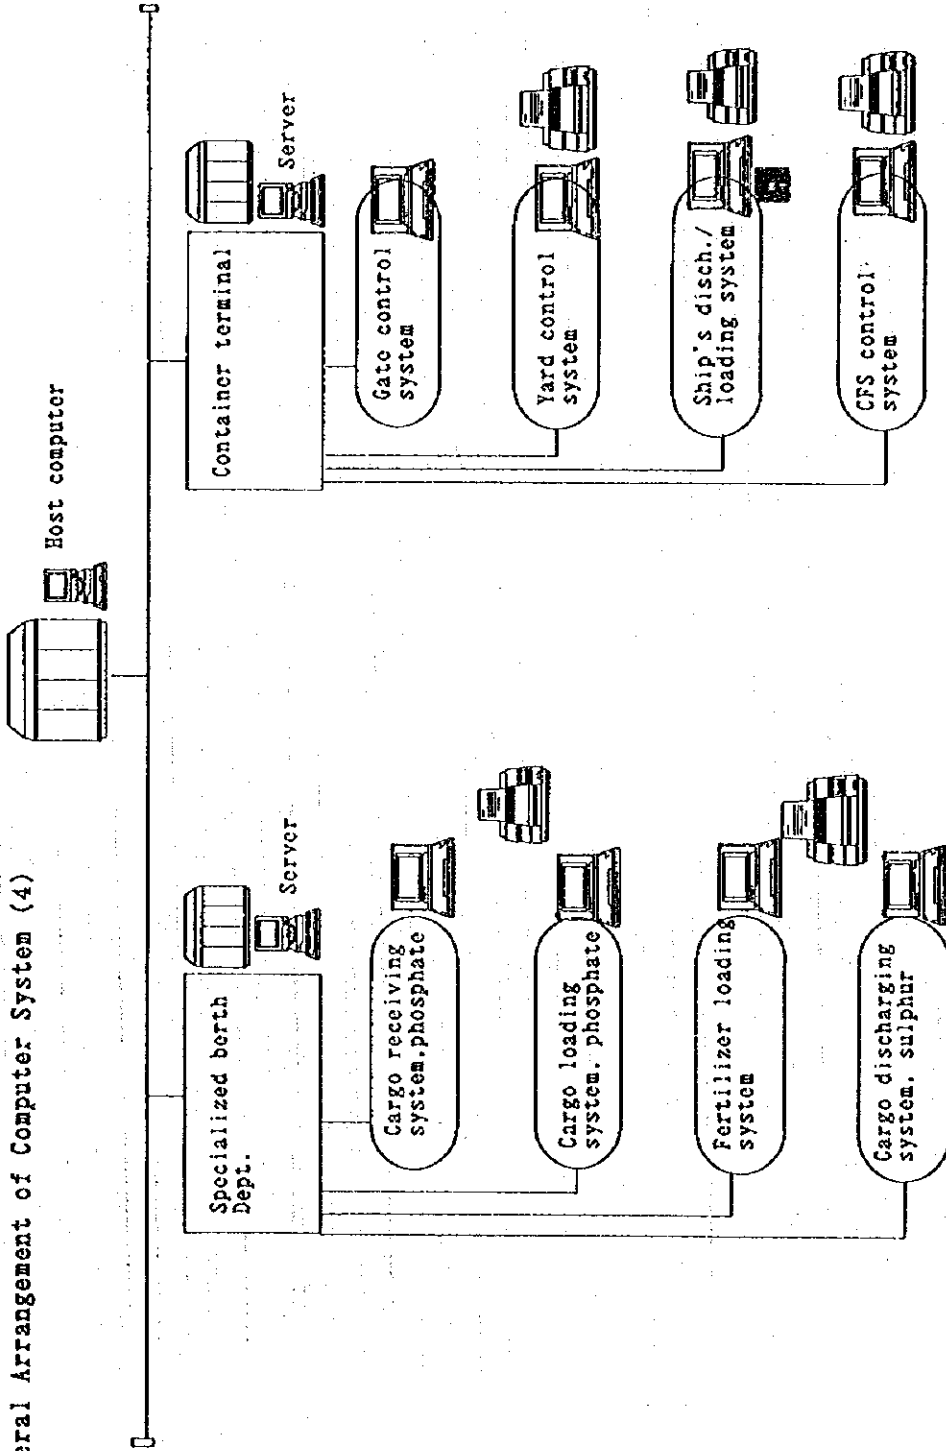 eral Arrangement of Computer System (4)
Host computer
Specialized berth
Dept.
Server
Cargo receiving
system.phosphate
Cargo loading
system. phosphate
Fertilizer loading
system
Cargo discharging
system. sulphur
Container terminal
Server
Gate control
system
Yard control
system
Ship's disch./
loading system
CFS control
system